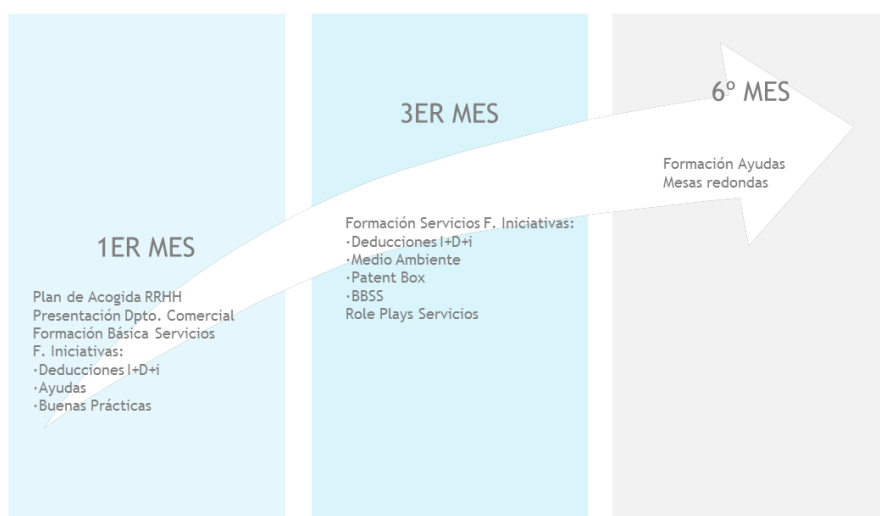 1ER MES
Plan de Acogida RRHH
Presentación Dpto. Comercial
Formación Básica Servicios
F. Iniciativas:
·Deducciones I+D+i
·Ayudas
·Buenas Prácticas
3ER MES
Formación Servicios F. Iniciativas:
·Deducciones I+D+i
·Medio Ambiente
·Patent Box
·BBSS
Role Plays Servicios
6º MES
Formación Ayudas
Mesas redondas